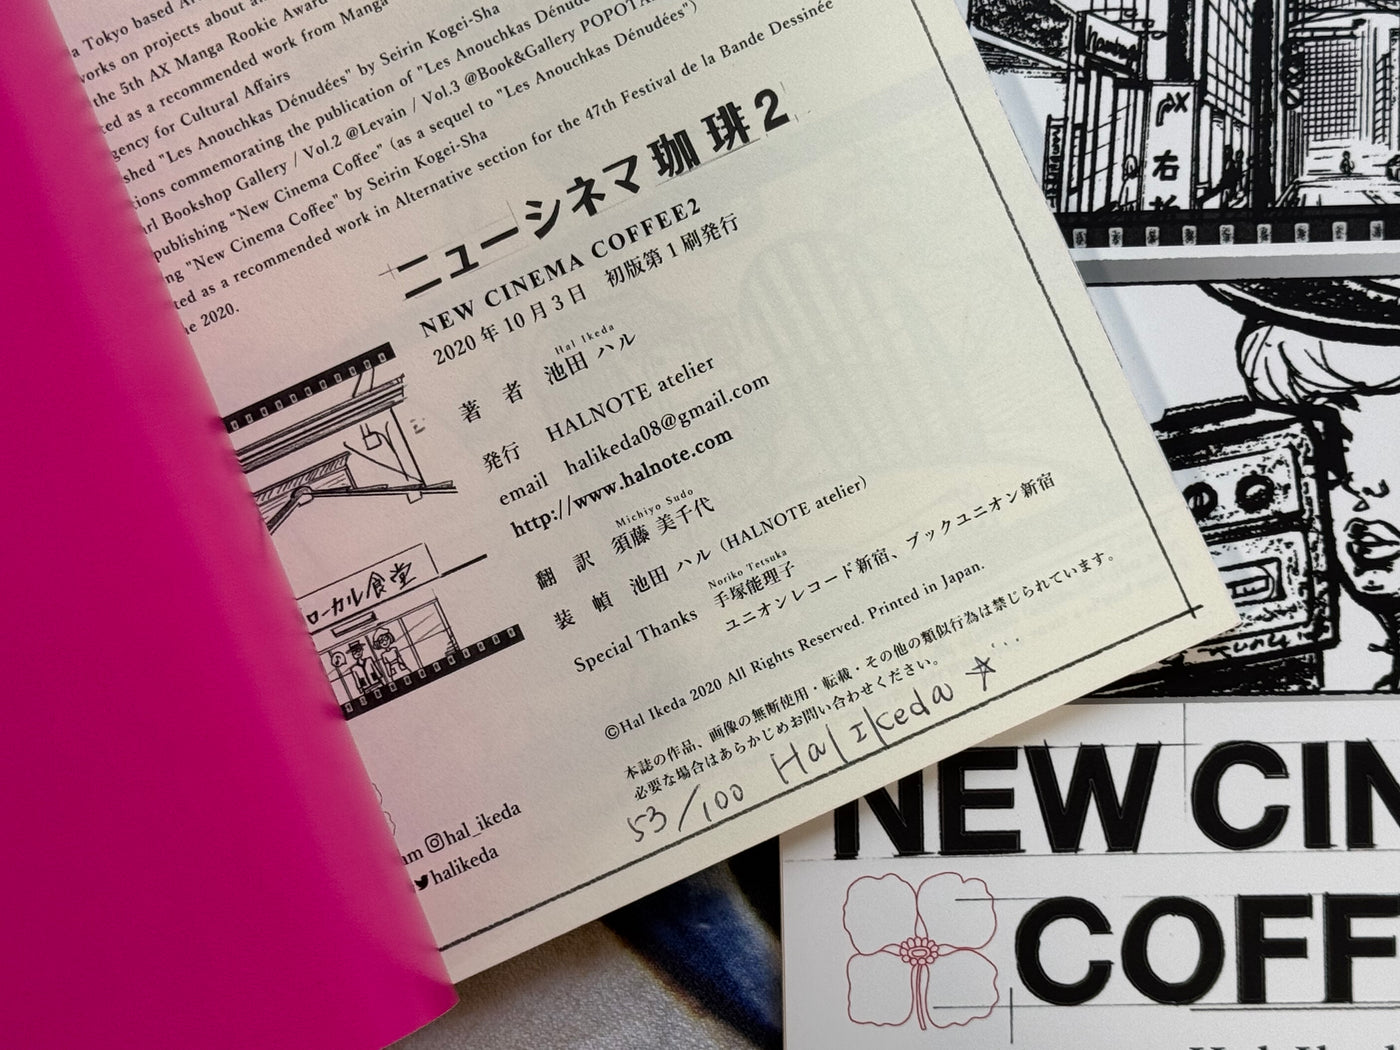 a Tokyo based Ar
works on projects about an
the 5th AX Manga Rookie Award
ted as a recommended work from Manga
gency for Cultural Affairs
shed "Les Anouchkas Dénudées" by Seirin Kogei-Sha
tions commemorating the publication of "Les Anouchkas Dénud
arl Bookshop Gallery / Vol.2 @Levain / Vol.3 @Book&Gallery POPOTA
publishing "New Cinema Coffee" (as a sequel to "Les Anouchkas Dénudées")
ng "New Cinema Coffee" by Seirin Kogei-Sha
ted as a recommended work in Alternative section for the 47th Festival de la Bande Dessinée
ne 2020.
ニューシネマ珈琲2
NEW CINEMA COFFEE2
2020年10月3日 初版第1刷発行
Hal Ikeda
著者 池田 ハル
発行 HALNOTE atelier
email halikeda08@gmail.com
http://www.halnote.com
Michiyo Sudo
翻訳 須藤 美千代
装幀 池田 ハル（HALNOTE atelier）
Noriko Tetsuka
Special Thanks 手塚能理子
ユニオンレコード新宿、ブックユニオン新宿
©Hal Ikeda 2020 All Rights Reserved. Printed in Japan.
本誌の作品、画像の無断使用・転載・その他の類似行為は禁じられています。
必要な場合はあらかじめお問い合わせください。
53/100 Hal Ikeda
ローカル食堂
am @hal_ikeda
halikeda
右
NEW CIN
COFF